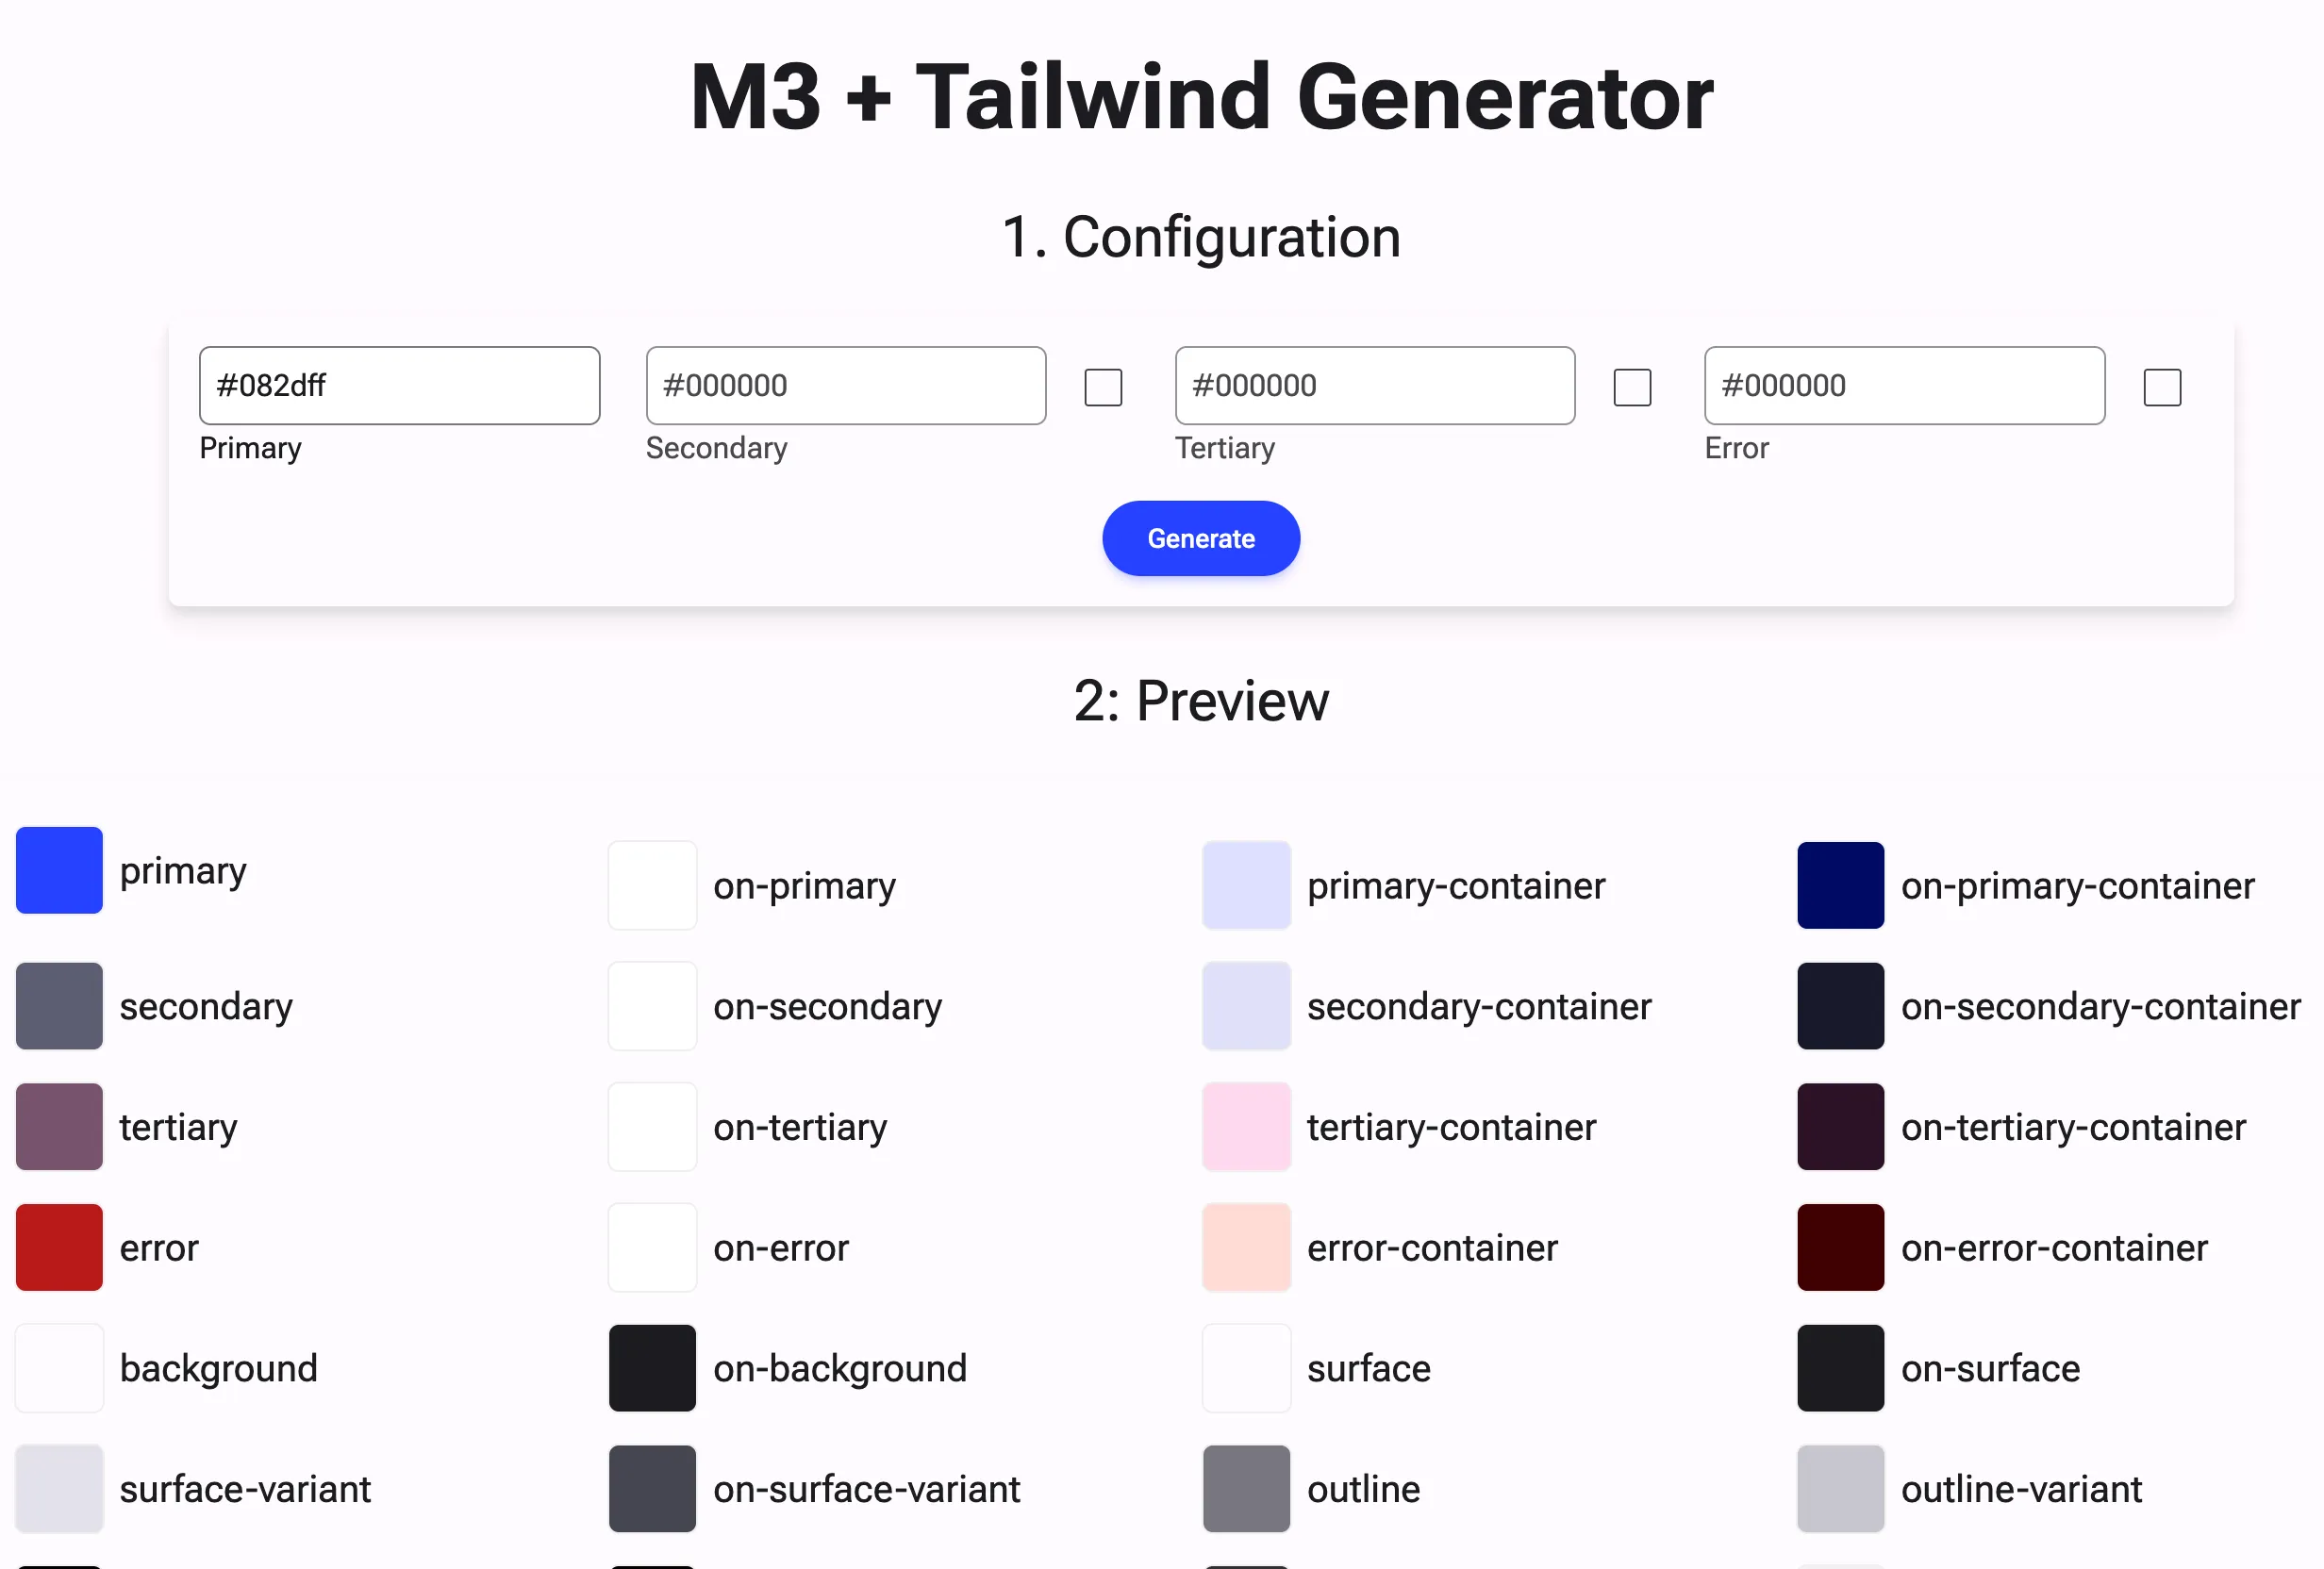 M3 + Tailwind Generator
1. Configuration
#082dff #000000 #000000 #000000
Primary Secondary Tertiary Error
Generate
2: Preview
primary on-primary primary-container on-primary-container
secondary on-secondary secondary-container on-secondary-container
tertiary on-tertiary tertiary-container on-tertiary-container
error on-error error-container on-error-container
background on-background surface on-surface
surface-variant on-surface-variant outline outline-variant